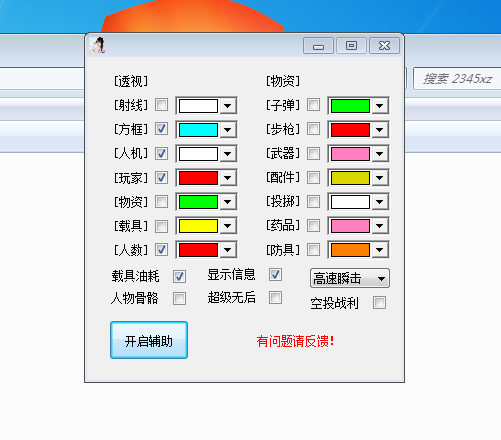 搜索 2345xz
[透视]
[物资]
[射线]
[子弹]
[方框]
[步枪]
[人机]
[武器]
[玩家]
[配件]
[物资]
[投掷]
[载具]
[药品]
[人数]
[防具]
载具油耗
显示信息
高速瞬击
人物骨骼
超级无后
空投战利
开启辅助
有问题请反馈!